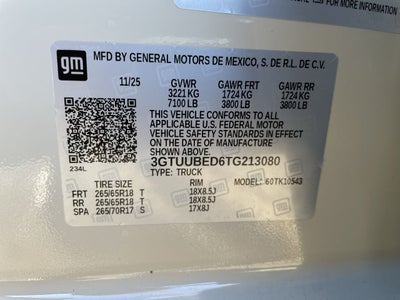 FOR MORE INFORMATION
gm
MFD BY GENERAL MOTORS DE MEXICO, S. DE R.L. DE C.V.
11/25 GVWR GAWR FRT GAWR RR
3221 KG 1724 KG 1724 KG
7100 LB 3800 LB 3800 LB
THIS VEHICLE CONFORMS TO ALL
APPLICABLE U.S. FEDERAL MOTOR
VEHICLE SAFETY STANDARDS IN EFFECT ON
THE DATE OF MANUFACTURE SHOWN ABOVE.
3GTUUBED6TG213080
234L TYPE: TRUCK
TIRE SIZE RIM MODEL: 60TK10543
FRT 265/65R18 T 18X8.5J
RR 265/65R18 T 18X8.5J
SPA 265/70R17 S 17X8J